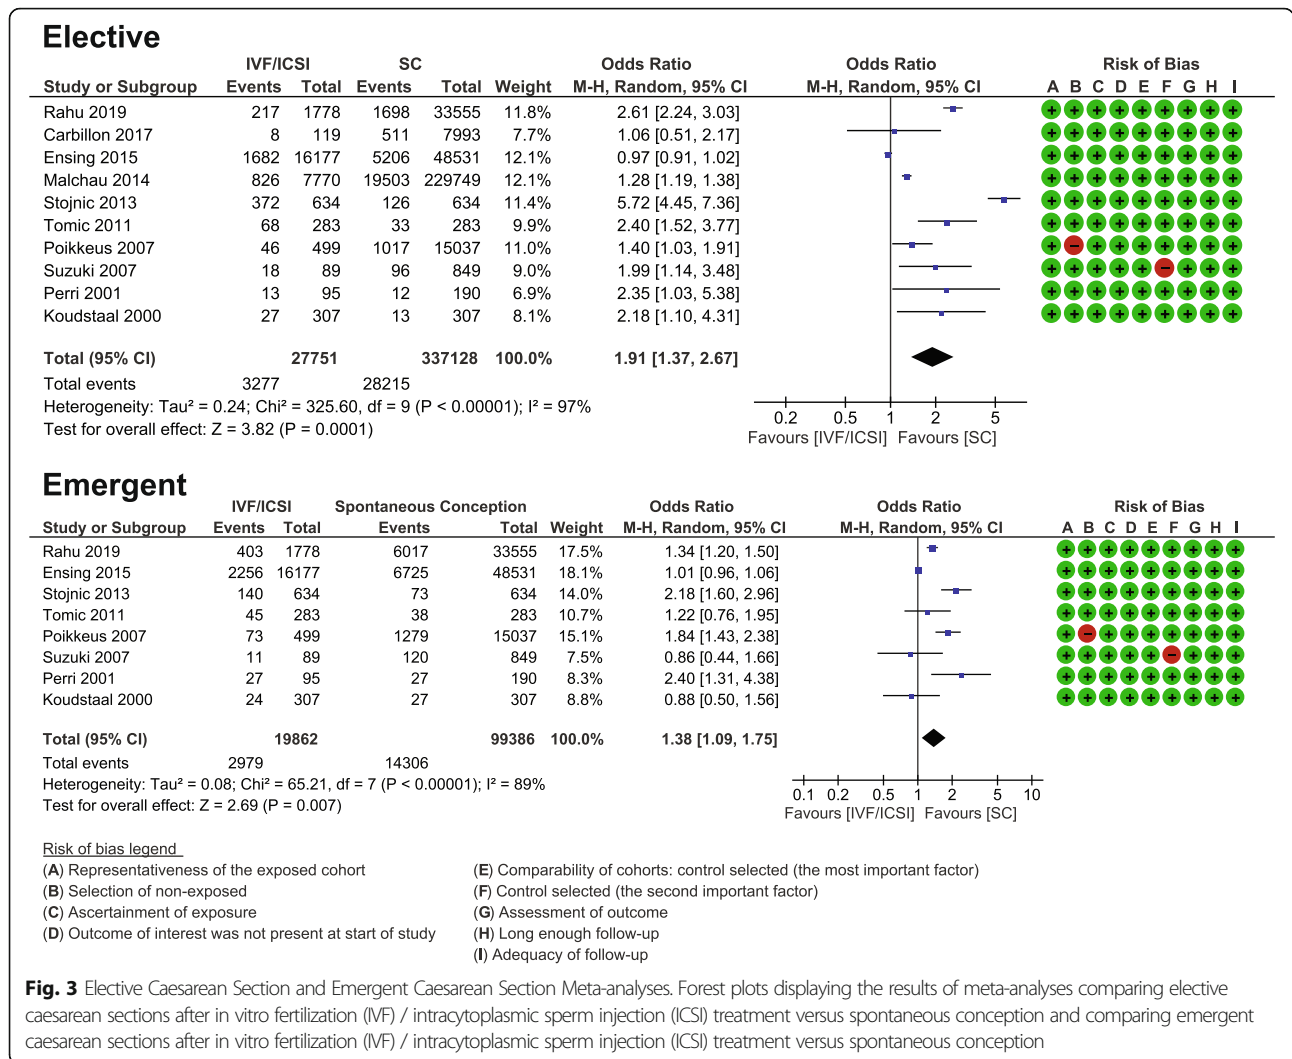 Elective
IVF/ICSI SC Odds Ratio Odds Ratio Risk of Bias
Study or Subgroup Events Total Events Total Weight M-H, Random, 95% CI M-H, Random, 95% CI A B C D E F G H I
Rahu 2019 217 1778 1698 33555 11.8% 2.61 [2.24, 3.03] + + + + + + + + +
Carbillon 2017 8 119 511 7993 7.7% 1.06 [0.51, 2.17] + + + + + + + + +
Ensing 2015 1682 16177 5206 48531 12.1% 0.97 [0.91, 1.02] + + + + + + + + +
Malchau 2014 826 7770 19503 229749 12.1% 1.28 [1.19, 1.38] + + + + + + + + +
Stojnic 2013 372 634 126 634 11.4% 5.72 [4.45, 7.36] + + + + + + + + +
Tomic 2011 68 283 33 283 9.9% 2.40 [1.52, 3.77] + + + + + + + + +
Poikkeus 2007 46 499 1017 15037 11.0% 1.40 [1.03, 1.91] + − + + + + + + +
Suzuki 2007 18 89 96 849 9.0% 1.99 [1.14, 3.48] + + + + + − + + +
Perri 2001 13 95 12 190 6.9% 2.35 [1.03, 5.38] + + + + + + + + +
Koudstaal 2000 27 307 13 307 8.1% 2.18 [1.10, 4.31] + + + + + + + + +
Total (95% CI) 27751 337128 100.0% 1.91 [1.37, 2.67]
Total events 3277 28215
Heterogeneity: Tau² = 0.24; Chi² = 325.60, df = 9 (P < 0.00001); I² = 97%
Test for overall effect: Z = 3.82 (P = 0.0001)
0.2 0.5 1 2 5
Favours [IVF/ICSI] Favours [SC]
Emergent
IVF/ICSI Spontaneous Conception Odds Ratio Odds Ratio Risk of Bias
Study or Subgroup Events Total Events Total Weight M-H, Random, 95% CI M-H, Random, 95% CI A B C D E F G H I
Rahu 2019 403 1778 6017 33555 17.5% 1.34 [1.20, 1.50] + + + + + + + + +
Ensing 2015 2256 16177 6725 48531 18.1% 1.01 [0.96, 1.06] + + + + + + + + +
Stojnic 2013 140 634 73 634 14.0% 2.18 [1.60, 2.96] + + + + + + + + +
Tomic 2011 45 283 38 283 10.7% 1.22 [0.76, 1.95] + + + + + + + + +
Poikkeus 2007 73 499 1279 15037 15.1% 1.84 [1.43, 2.38] + − + + + + + + +
Suzuki 2007 11 89 120 849 7.5% 0.86 [0.44, 1.66] + + + + + − + + +
Perri 2001 27 95 27 190 8.3% 2.40 [1.31, 4.38] + + + + + + + + +
Koudstaal 2000 24 307 27 307 8.8% 0.88 [0.50, 1.56] + + + + + + + + +
Total (95% CI) 19862 99386 100.0% 1.38 [1.09, 1.75]
Total events 2979 14306
Heterogeneity: Tau² = 0.08; Chi² = 65.21, df = 7 (P < 0.00001); I² = 89%
Test for overall effect: Z = 2.69 (P = 0.007)
0.1 0.2 0.5 1 2 5 10
Favours [IVF/ICSI] Favours [SC]
Risk of bias legend
(A) Representativeness of the exposed cohort
(B) Selection of non-exposed
(C) Ascertainment of exposure
(D) Outcome of interest was not present at start of study
(E) Comparability of cohorts: control selected (the most important factor)
(F) Control selected (the second important factor)
(G) Assessment of outcome
(H) Long enough follow-up
(I) Adequacy of follow-up
Fig. 3 Elective Caesarean Section and Emergent Caesarean Section Meta-analyses. Forest plots displaying the results of meta-analyses comparing elective
caesarean sections after in vitro fertilization (IVF) / intracytoplasmic sperm injection (ICSI) treatment versus spontaneous conception and comparing emergent
caesarean sections after in vitro fertilization (IVF) / intracytoplasmic sperm injection (ICSI) treatment versus spontaneous conception